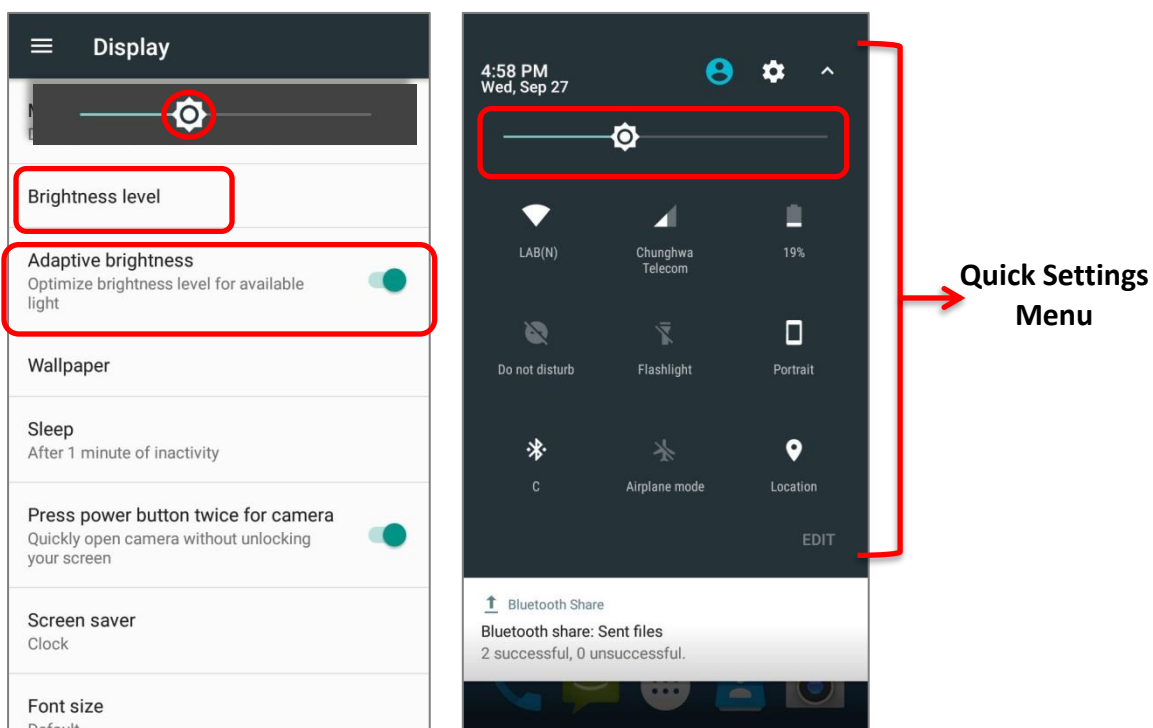 Display
Brightness level
Adaptive brightness
Optimize brightness level for available
light
Wallpaper
Sleep
After 1 minute of inactivity
Press power button twice for camera
Quickly open camera without unlocking
your screen
Screen saver
Clock
Font size
Default
4:58 PM
Wed, Sep 27
LAB(N)
Chunghwa
Telecom
19%
Do not disturb
Flashlight
Portrait
C
Airplane mode
Location
EDIT
Bluetooth Share
Bluetooth share: Sent files
2 successful, 0 unsuccessful.
Quick Settings
Menu